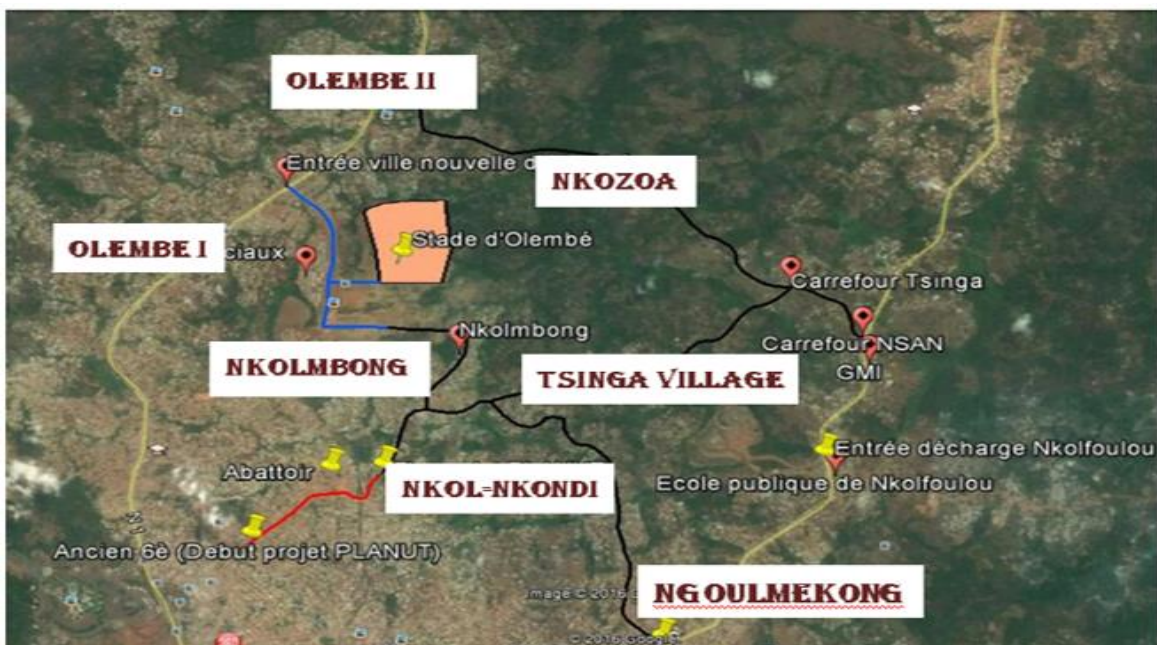 OLEMBE II
Entrée ville nouvelle d
NKOZOA
OLEMBE I
ciaux
Stade d'Olembé
Carrefour Tsinga
Nkolmbong
Carrefour NSAN
GMI
NKOLMBONG
TSINGA VILLAGE
Abattoir
Entrée décharge Nkolfoulou
NKOL-NKONDI
Ecole publique de Nkolfoulou
N1
Ancien 6è (Debut projet PLANUT)
Image © 2016
NGOULMEKONG
© 2016 Google